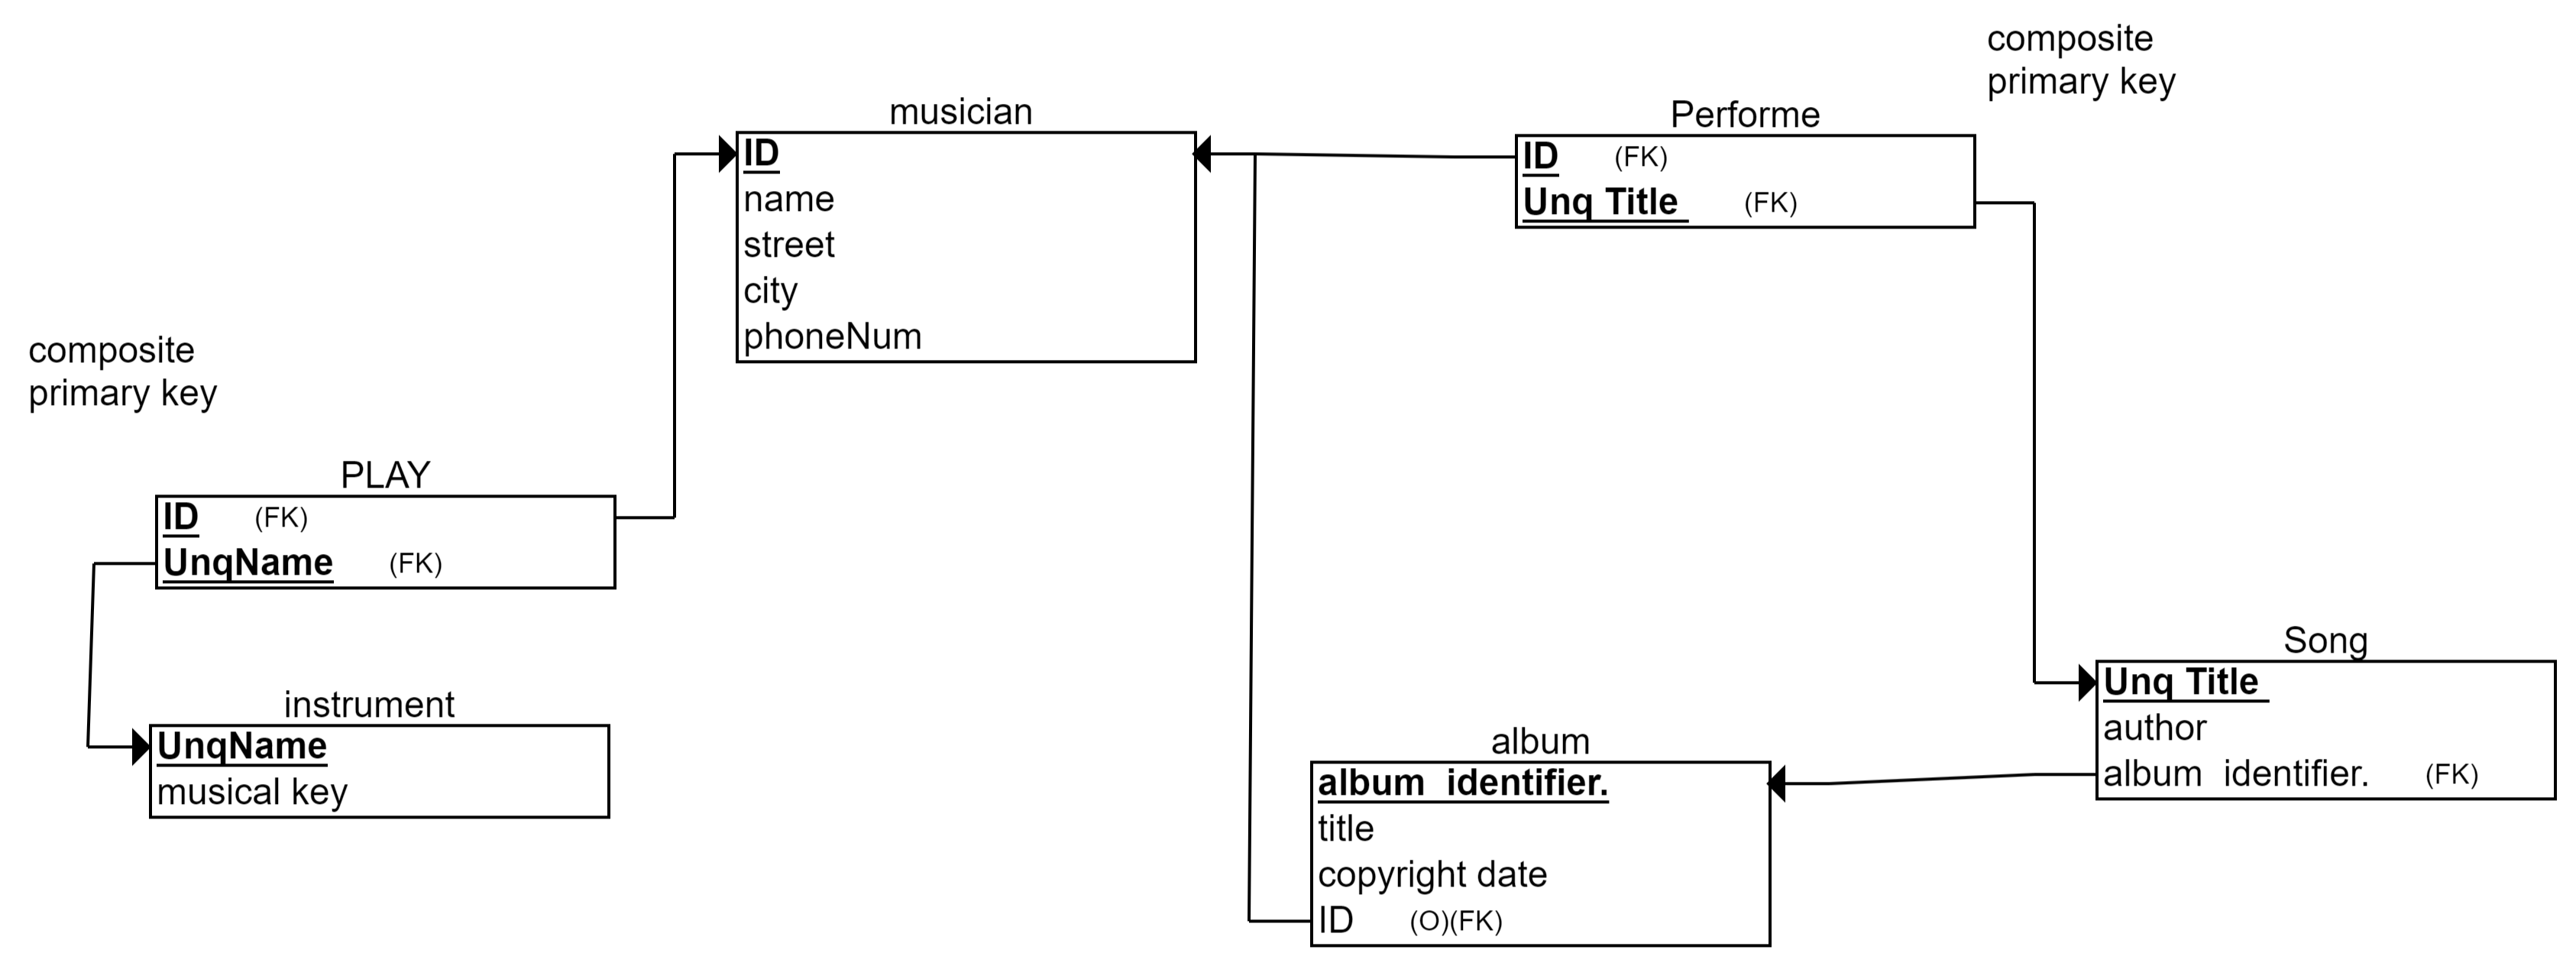 composite
primary key
musician
Performe
ID
name
street
city
phoneNum
ID (FK)
Unq Title (FK)
composite
primary key
PLAY
ID (FK)
UnqName (FK)
instrument
UnqName
musical key
album
album identifier.
title
copyright date
ID (O)(FK)
Song
Unq Title
author
album identifier. (FK)